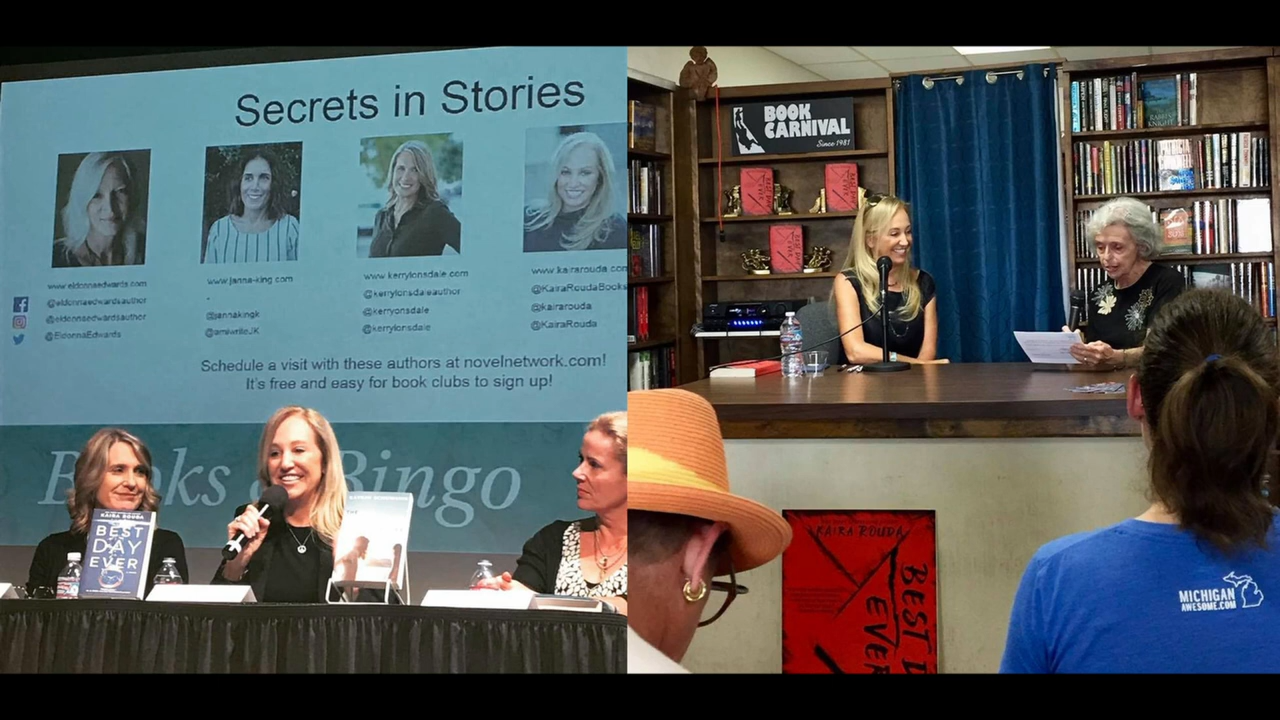 Secrets in Stories
www.eldonnaedwards.com
@eldonnaedwardsauthor
@eldonnaedwardsauthor
@EldonnaEdwards
www.janna-king.com
@jannakingk
@amiwriteJK
www.kerrylonsdale.com
@kerrylonsdaleauthor
@kerrylonsdale
@kerrylonsdale
www.kairarouda.com
@KairaRoudaBooks
@kairarouda
@KairaRouda
Schedule a visit with these authors at novelnetwork.com!
It's free and easy for book clubs to sign up!
Books & Bingo
KAIRA ROUDA
BEST
DAY
EVER
BOOK
CARNIVAL
Since 1981
KAIRA ROUDA
BEST D
EVER
MICHIGAN
AWESOME.COM